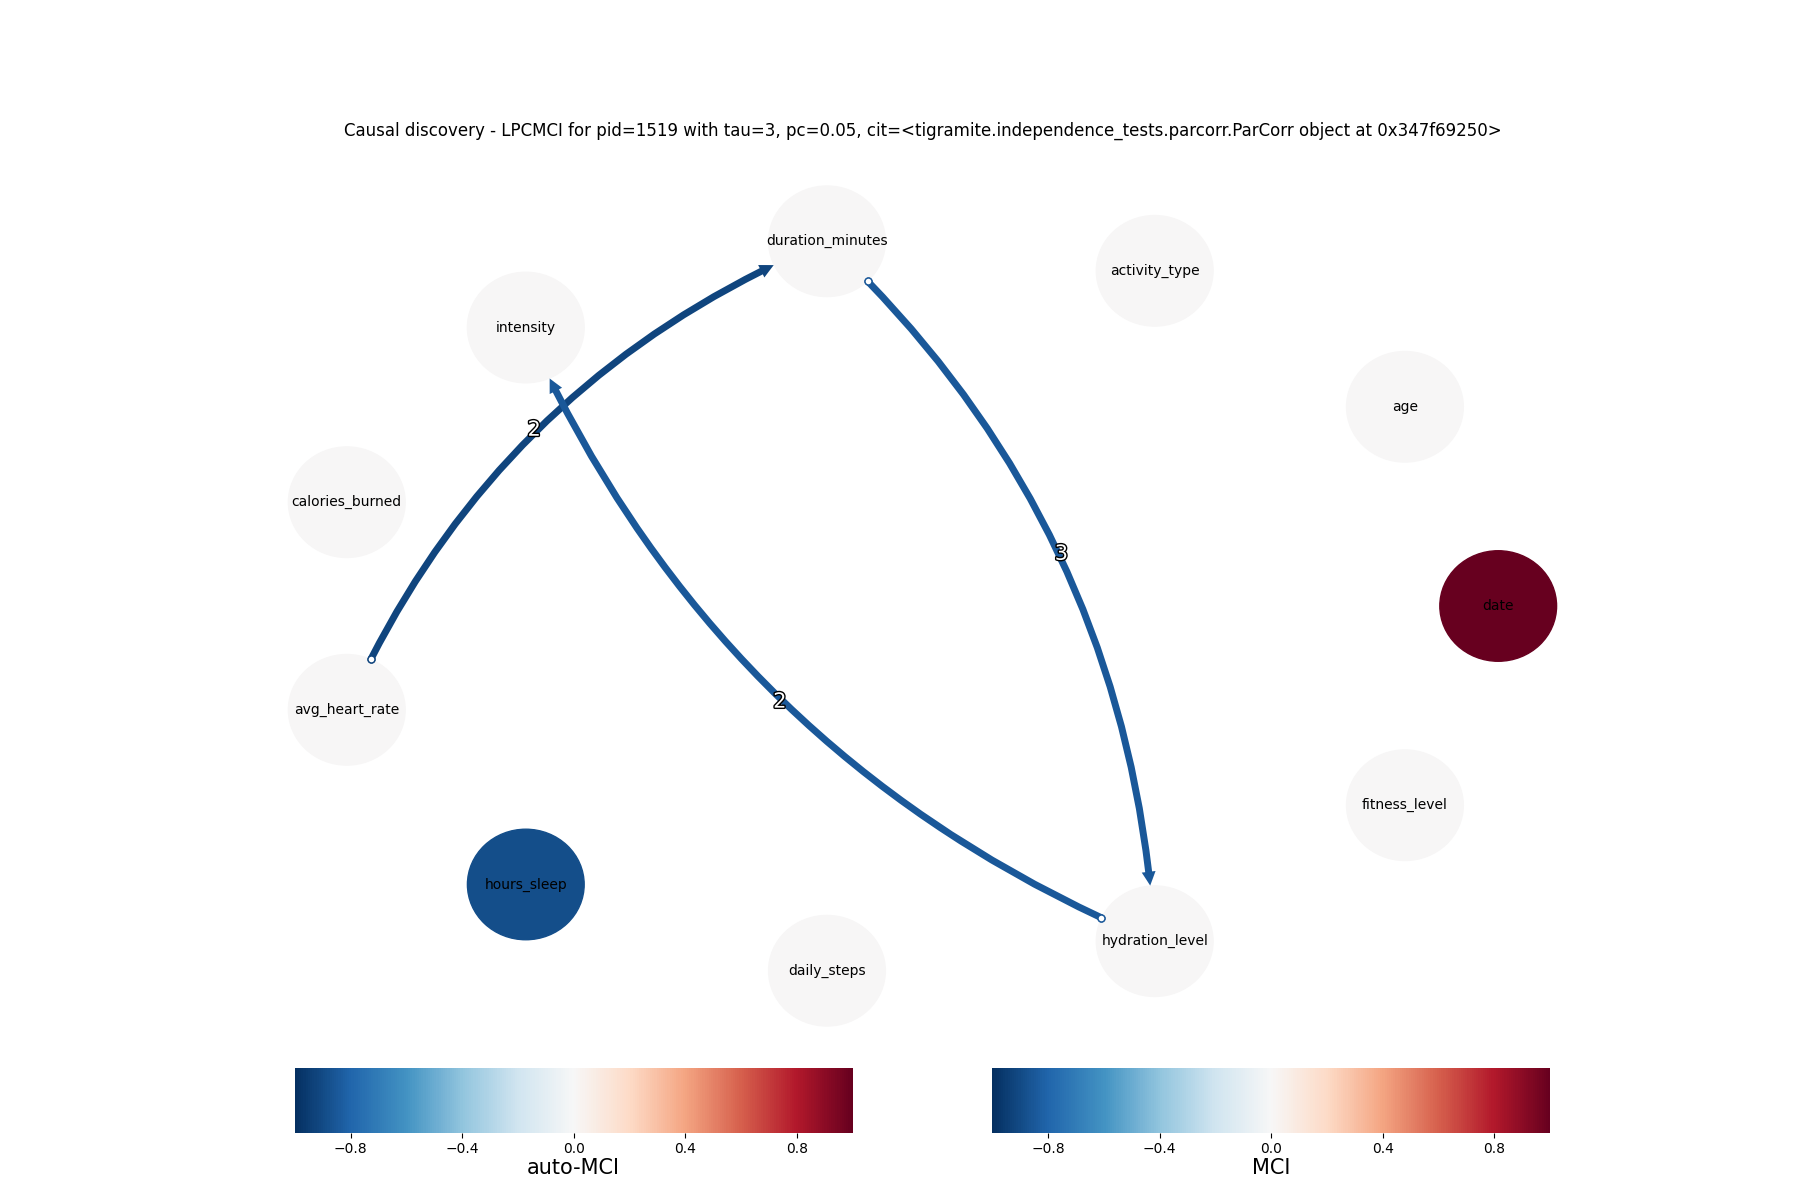 Causal discovery - LPCMCI for pid=1519 with tau=3, pc=0.05, cit=<tigramite.independence_tests.parcorr.ParCorr object at 0x347f69250>
duration_minutes
activity_type
intensity
age
2
calories_burned
3
date
2
avg_heart_rate
fitness_level
hours_sleep
hydration_level
daily_steps
−0.8 −0.4 0.0 0.4 0.8
auto-MCI
−0.8 −0.4 0.0 0.4 0.8
MCI